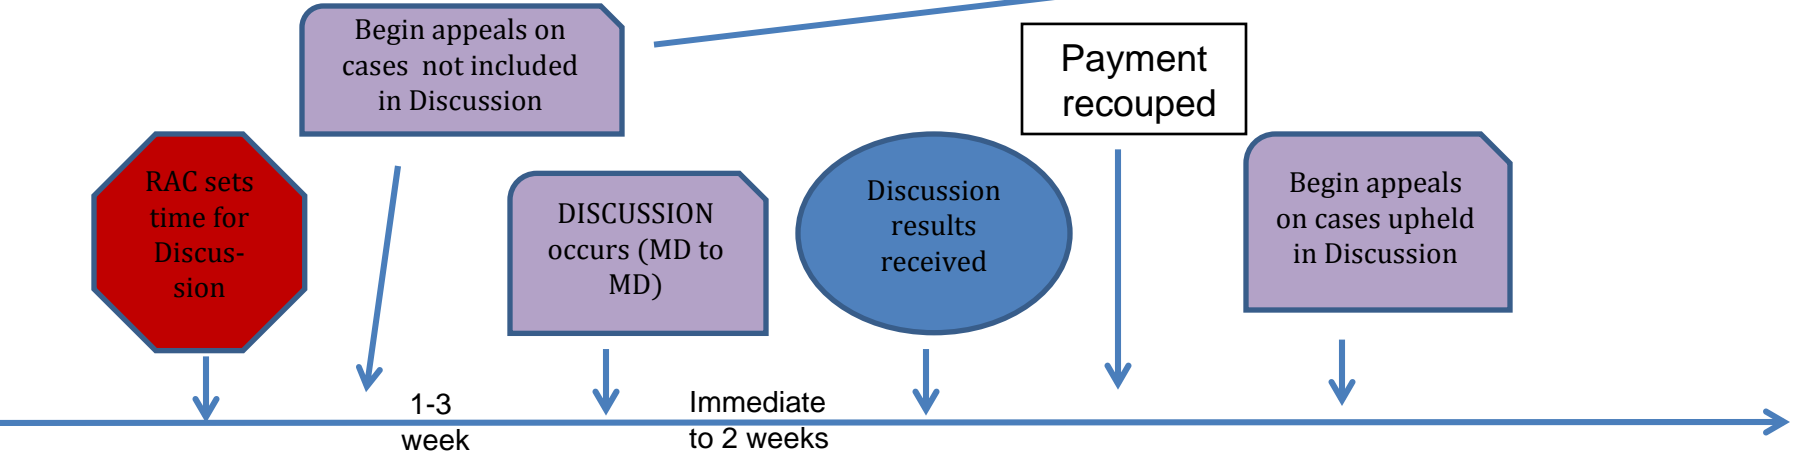 Begin appeals on
cases not included
in Discussion
Payment
recouped
RAC sets
time for
Discus-
sion
DISCUSSION
occurs (MD to
MD)
Discussion
results
received
Begin appeals
on cases upheld
in Discussion
1-3
week
Immediate
to 2 weeks